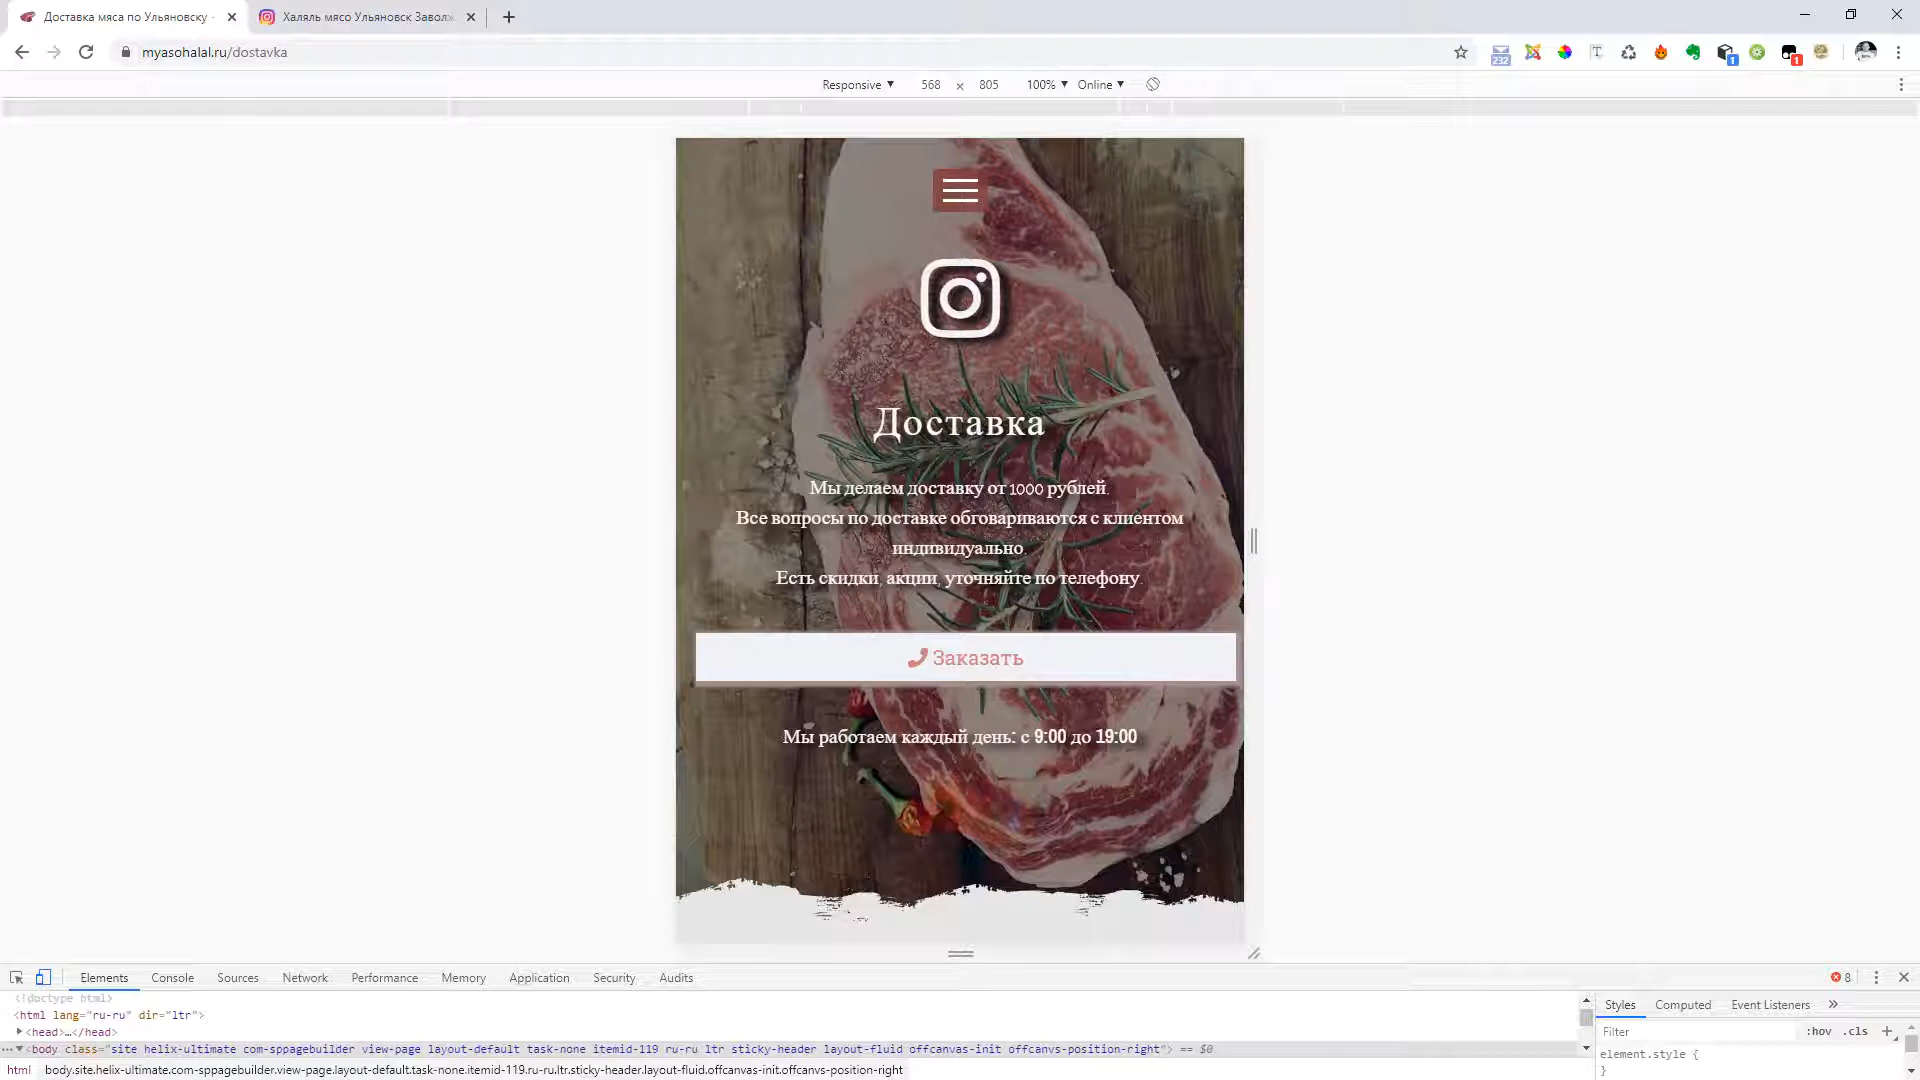 Доставка мяса по Ульяновску
Халяль мясо Ульяновск Заволж
myasohalal.ru/dostavka
232
1
1
Responsive ▼ 568 × 805 100% ▼ Online ▼
Доставка
Мы делаем доставку от 1000 рублей.
Все вопросы по доставке обговариваются с клиентом
индивидуально.
Есть скидки, акции, уточняйте по телефону.
Заказать
Мы работаем каждый день: с 9:00 до 19:00
Elements Console Sources Network Performance Memory Application Security Audits 8
<!doctype html>
<html lang="ru-ru" dir="ltr">
<head>…</head>
<body class="site helix-ultimate com-sppagebuilder view-page layout-default task-none itemid-119 ru-ru ltr sticky-header layout-fluid offcanvas-init offcanvs-position-right"> == $0
html body.site.helix-ultimate.com-sppagebuilder.view-page.layout-default.task-none.itemid-119.ru-ru.ltr.sticky-header.layout-fluid.offcanvas-init.offcanvs-position-right
Styles Computed Event Listeners »
Filter :hov .cls +
element.style {
}